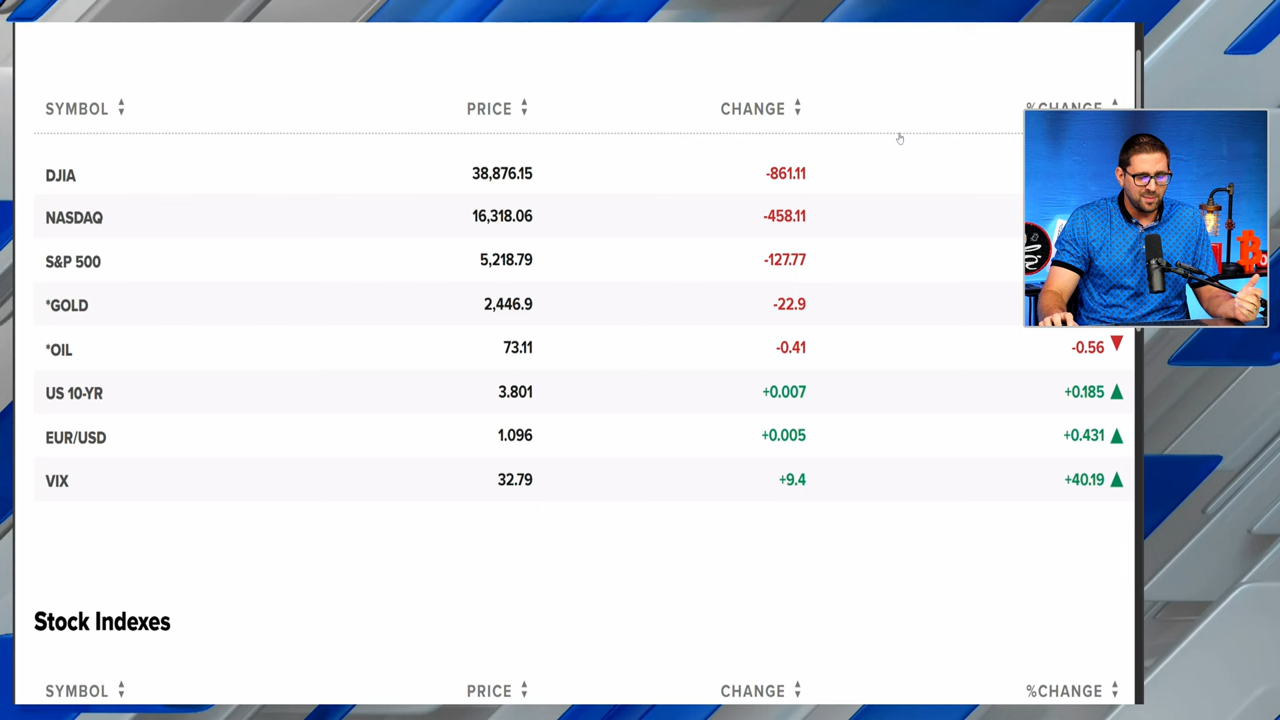 SYMBOL PRICE CHANGE %CHANGE
DJIA 38,876.15 -861.11
NASDAQ 16,318.06 -458.11
S&P 500 5,218.79 -127.77
*GOLD 2,446.9 -22.9
*OIL 73.11 -0.41 -0.56
US 10-YR 3.801 +0.007 +0.185
EUR/USD 1.096 +0.005 +0.431
VIX 32.79 +9.4 +40.19
Stock Indexes
SYMBOL PRICE CHANGE %CHANGE